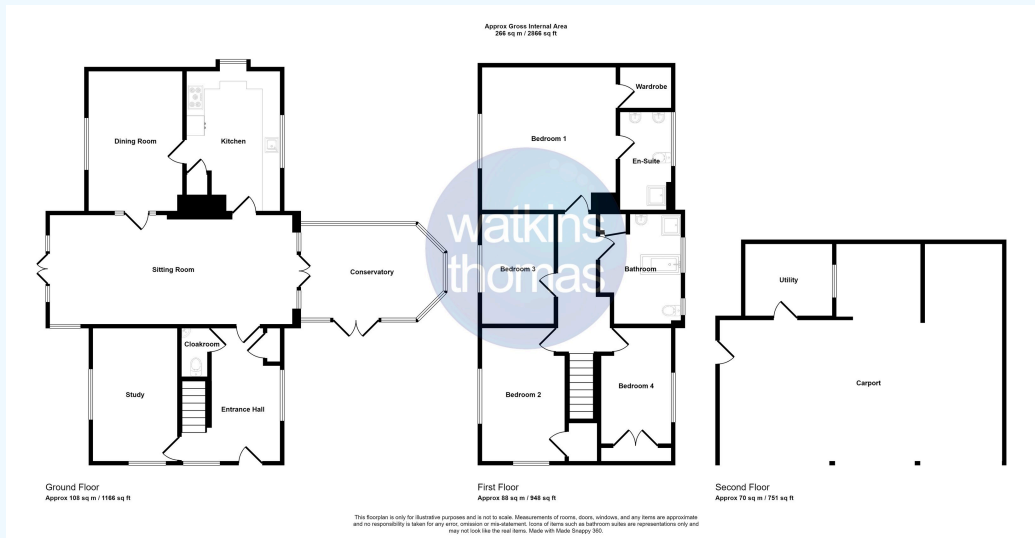 Approx Gross Internal Area
266 sq m / 2866 sq ft
Dining Room
Kitchen
Sitting Room
Conservatory
Cloakroom
Study
Entrance Hall
Ground Floor
Approx 108 sq m / 1166 sq ft
Wardrobe
Bedroom 1
En-Suite
watkins
thomas
Bedroom 3
Bathroom
Bedroom 2
Bedroom 4
First Floor
Approx 88 sq m / 948 sq ft
Utility
Carport
Second Floor
Approx 70 sq m / 751 sq ft
This floorplan is only for illustrative purposes and is not to scale. Measurements of rooms, doors, windows, and any items are approximate
and no responsibility is taken for any error, omission or mis-statement. Icons of items such as bathroom suites are representations only and
may not look like the real items. Made with Made Snappy 360.